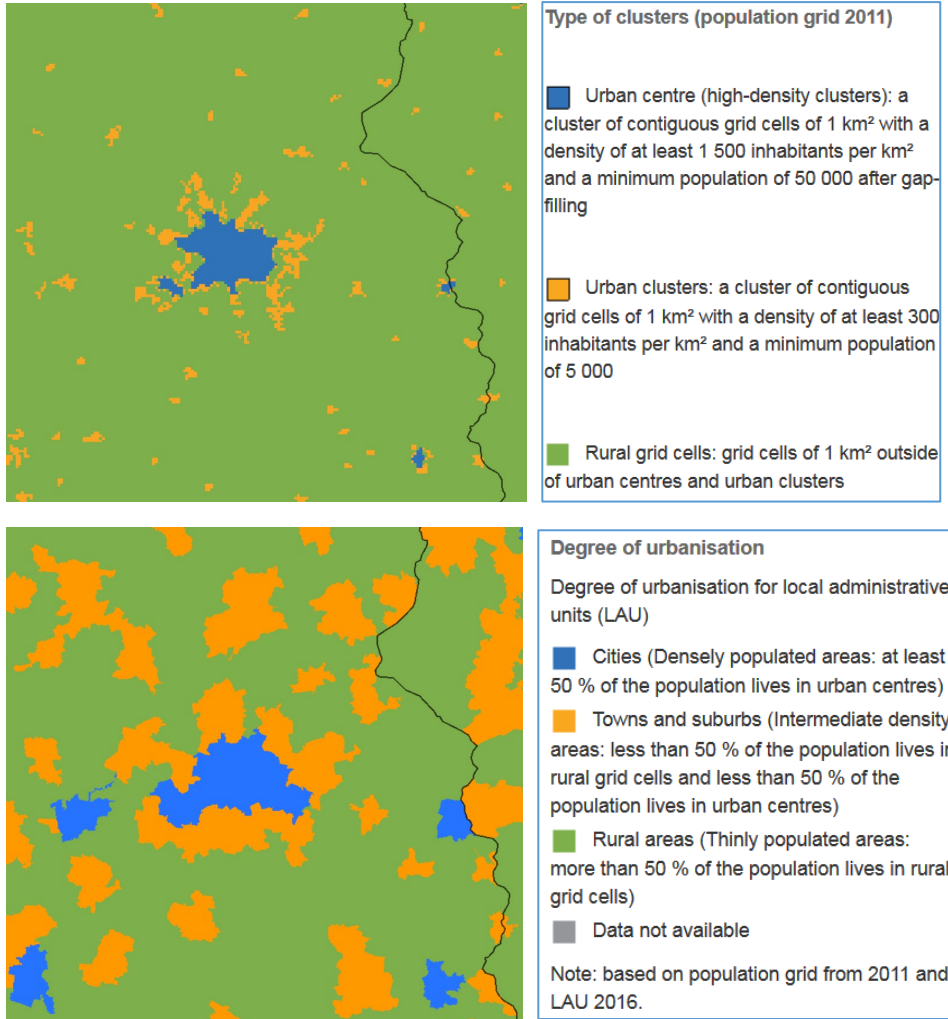 Type of clusters (population grid 2011)
Urban centre (high-density clusters): a
cluster of contiguous grid cells of 1 km² with a
density of at least 1 500 inhabitants per km²
and a minimum population of 50 000 after gap-
filling
Urban clusters: a cluster of contiguous
grid cells of 1 km² with a density of at least 300
inhabitants per km² and a minimum population
of 5 000
Rural grid cells: grid cells of 1 km² outside
of urban centres and urban clusters
Degree of urbanisation
Degree of urbanisation for local administrative
units (LAU)
Cities (Densely populated areas: at least
50 % of the population lives in urban centres)
Towns and suburbs (Intermediate density
areas: less than 50 % of the population lives in
rural grid cells and less than 50 % of the
population lives in urban centres)
Rural areas (Thinly populated areas:
more than 50 % of the population lives in rural
grid cells)
Data not available
Note: based on population grid from 2011 and
LAU 2016.